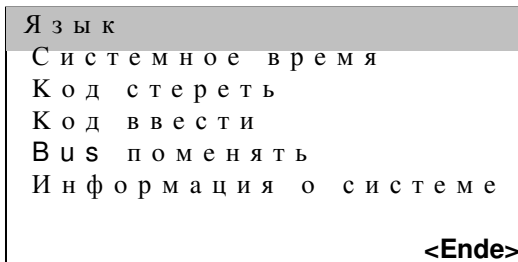 Язык
Системное время
Код стереть
Код ввести
Bus поменять
Информация о системе
<Ende>